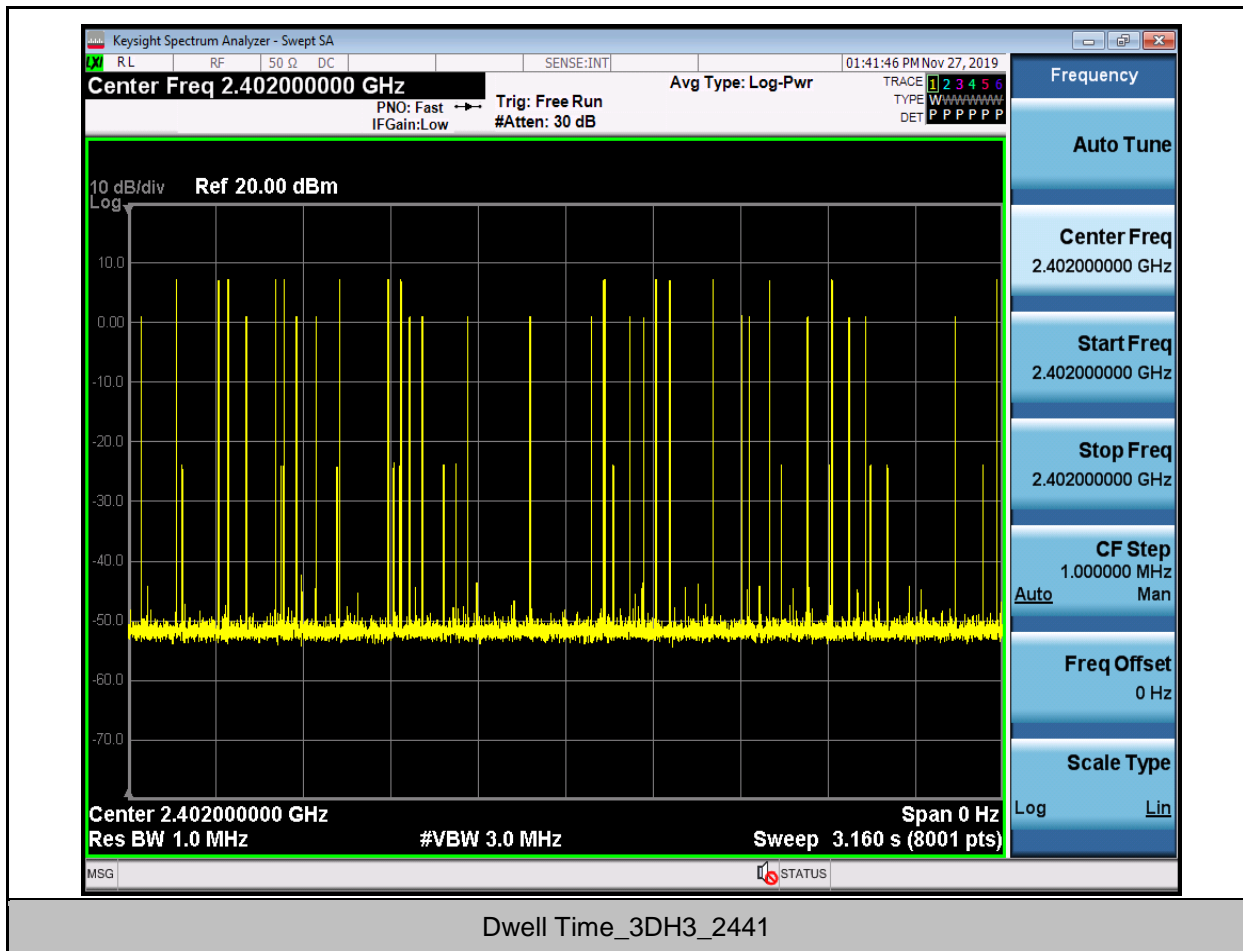 Keysight Spectrum Analyzer - Swept SA
LXI RL RF 50 Ω DC SENSE:INT 01:41:46 PM Nov 27, 2019
Center Freq 2.402000000 GHz
PNO: Fast
IFGain:Low
Trig: Free Run
#Atten: 30 dB
Avg Type: Log-Pwr
TRACE 1 2 3 4 5 6
TYPE WWWWWW
DET P P P P P P
10 dB/div Ref 20.00 dBm
Log
10.0
0.00
-10.0
-20.0
-30.0
-40.0
-50.0
-60.0
-70.0
Center 2.402000000 GHz Span 0 Hz
Res BW 1.0 MHz #VBW 3.0 MHz Sweep 3.160 s (8001 pts)
MSG STATUS
Frequency
Auto Tune
Center Freq
2.402000000 GHz
Start Freq
2.402000000 GHz
Stop Freq
2.402000000 GHz
CF Step
1.000000 MHz
Auto Man
Freq Offset
0 Hz
Scale Type
Log Lin
Dwell Time_3DH3_2441